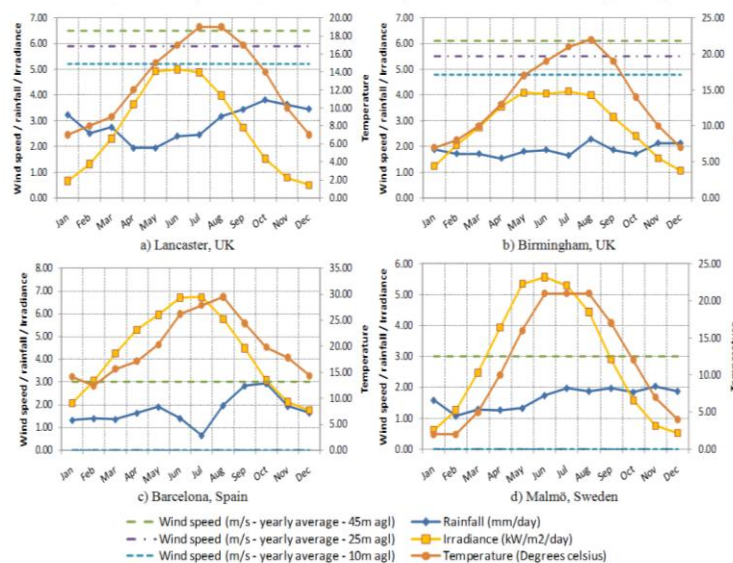 Wind speed / rainfall / Irradiance
7.00
6.00
5.00
4.00
3.00
2.00
1.00
0.00
20.00
18.00
16.00
14.00
12.00
10.00
8.00
6.00
4.00
2.00
0.00
Temperature
Jan Feb Mar Apr May Jun Jul Aug Sep Oct Nov Dec
a) Lancaster, UK
Wind speed / rainfall / Irradiance
7.00
6.00
5.00
4.00
3.00
2.00
1.00
0.00
25.00
20.00
15.00
10.00
5.00
0.00
Temperature
Jan Feb Mar Apr May Jun Jul Aug Sep Oct Nov Dec
b) Birmingham, UK
Wind speed / rainfall / Irradiance
8.00
7.00
6.00
5.00
4.00
3.00
2.00
1.00
0.00
35.00
30.00
25.00
20.00
15.00
10.00
5.00
0.00
Temperature
Jan Feb Mar Apr May Jun Jul Aug Sep Oct Nov Dec
c) Barcelona, Spain
Wind speed / rainfall /Irradiance
6.00
5.00
4.00
3.00
2.00
1.00
0.00
25.00
20.00
15.00
10.00
5.00
0.00
Temperature
Jan Feb Mar Apr May Jun Jul Aug Sep Oct Nov Dec
d) Malmö, Sweden
Wind speed (m/s - yearly average - 45m agl)
Wind speed (m/s - yearly average - 25m agl)
Wind speed (m/s - yearly average - 10m agl)
Rainfall (mm/day)
Irradiance (kW/m2/day)
Temperature (Degrees celsius)